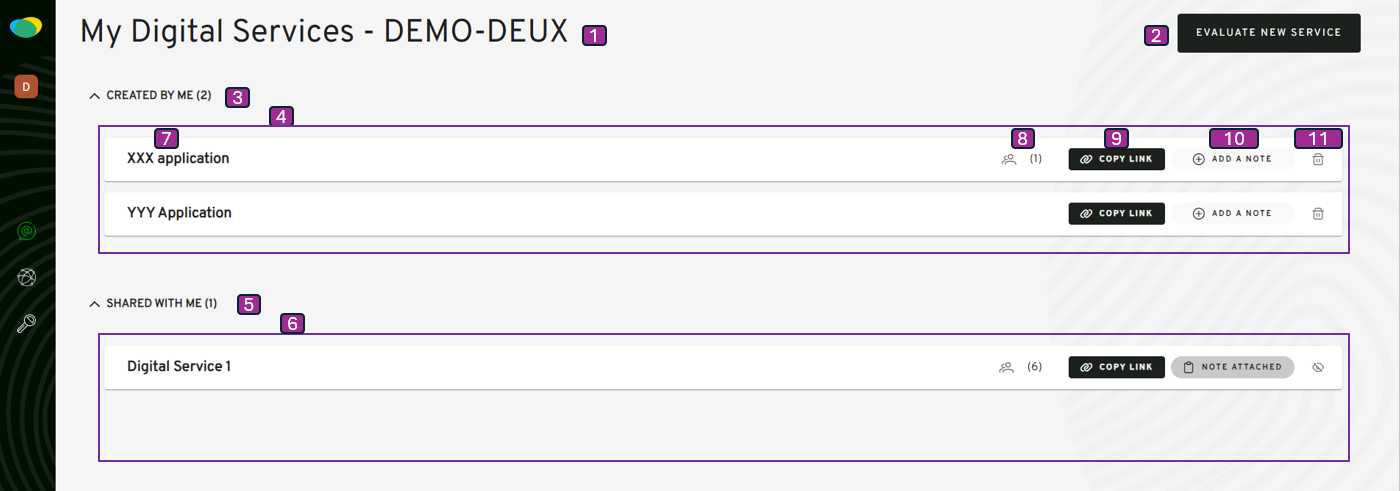 My Digital Services - DEMO-DEUX 1
2 EVALUATE NEW SERVICE
D
CREATED BY ME (2) 3
4
7 8 9 10 11
XXX application (1) COPY LINK ADD A NOTE
YYY Application COPY LINK ADD A NOTE
SHARED WITH ME (1) 5
6
Digital Service 1 (6) COPY LINK NOTE ATTACHED